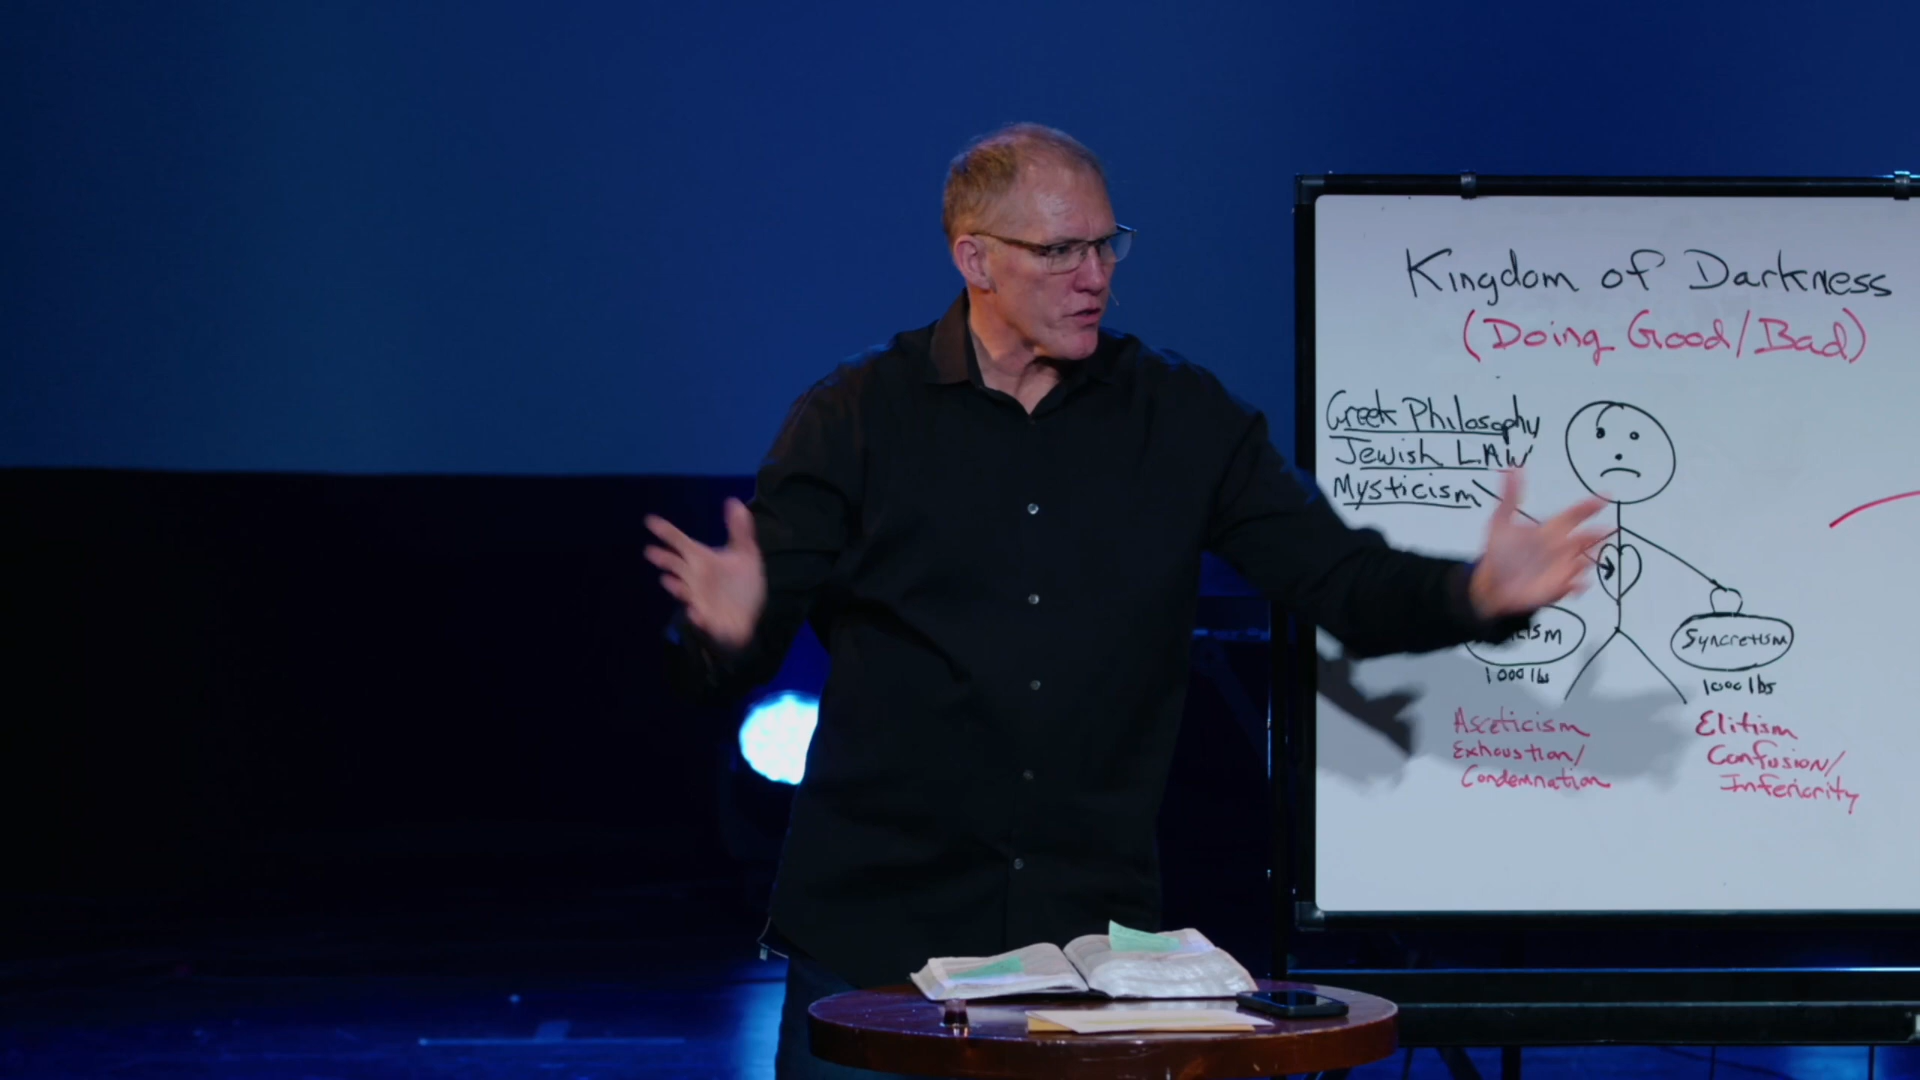 Kingdom of Darkness
(Doing Good/Bad)
Greek Philosophy
Jewish LAW
Mysticism
Syncretism
1000 lbs
1000 lbs
Asceticism
Exhaustion/
Condemnation
Elitism
Confusion/
Inferiority